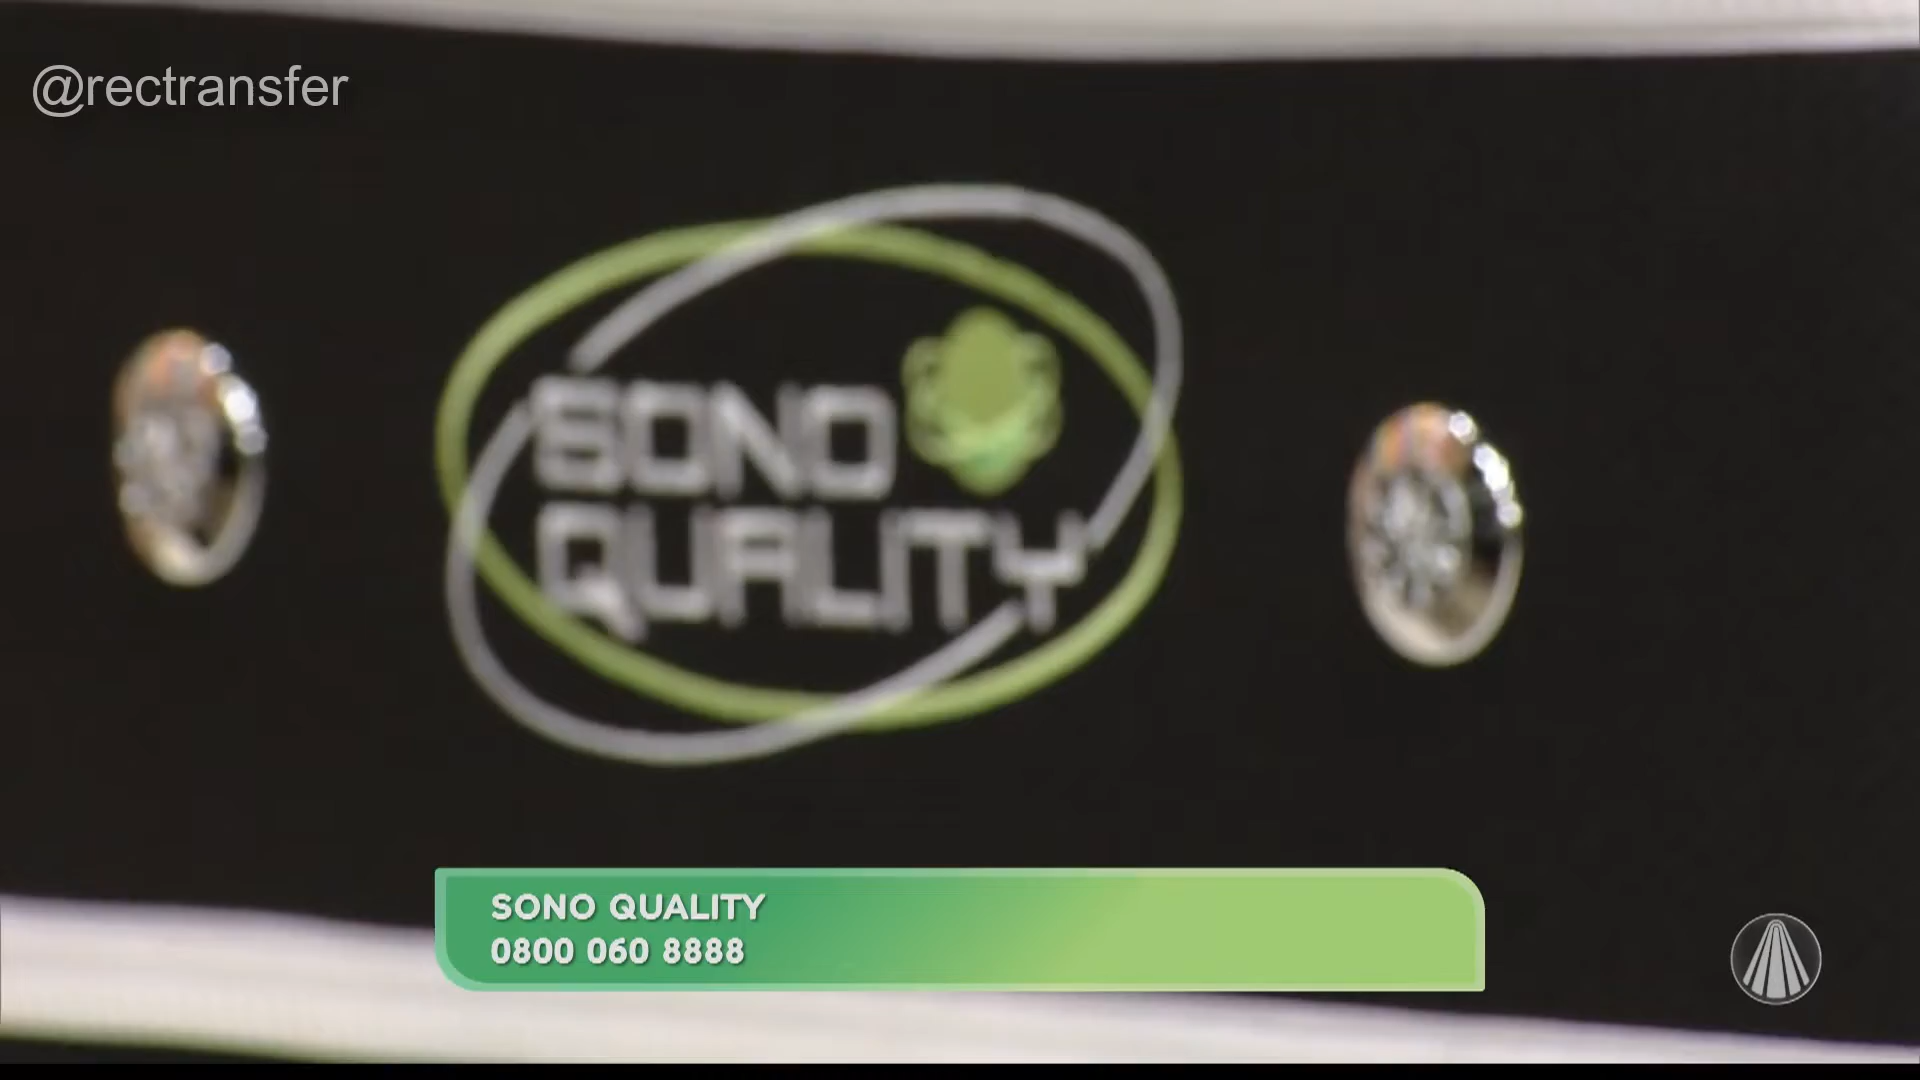 @rectransfer
SONO
QUALITY
SONO QUALITY
0800 060 8888